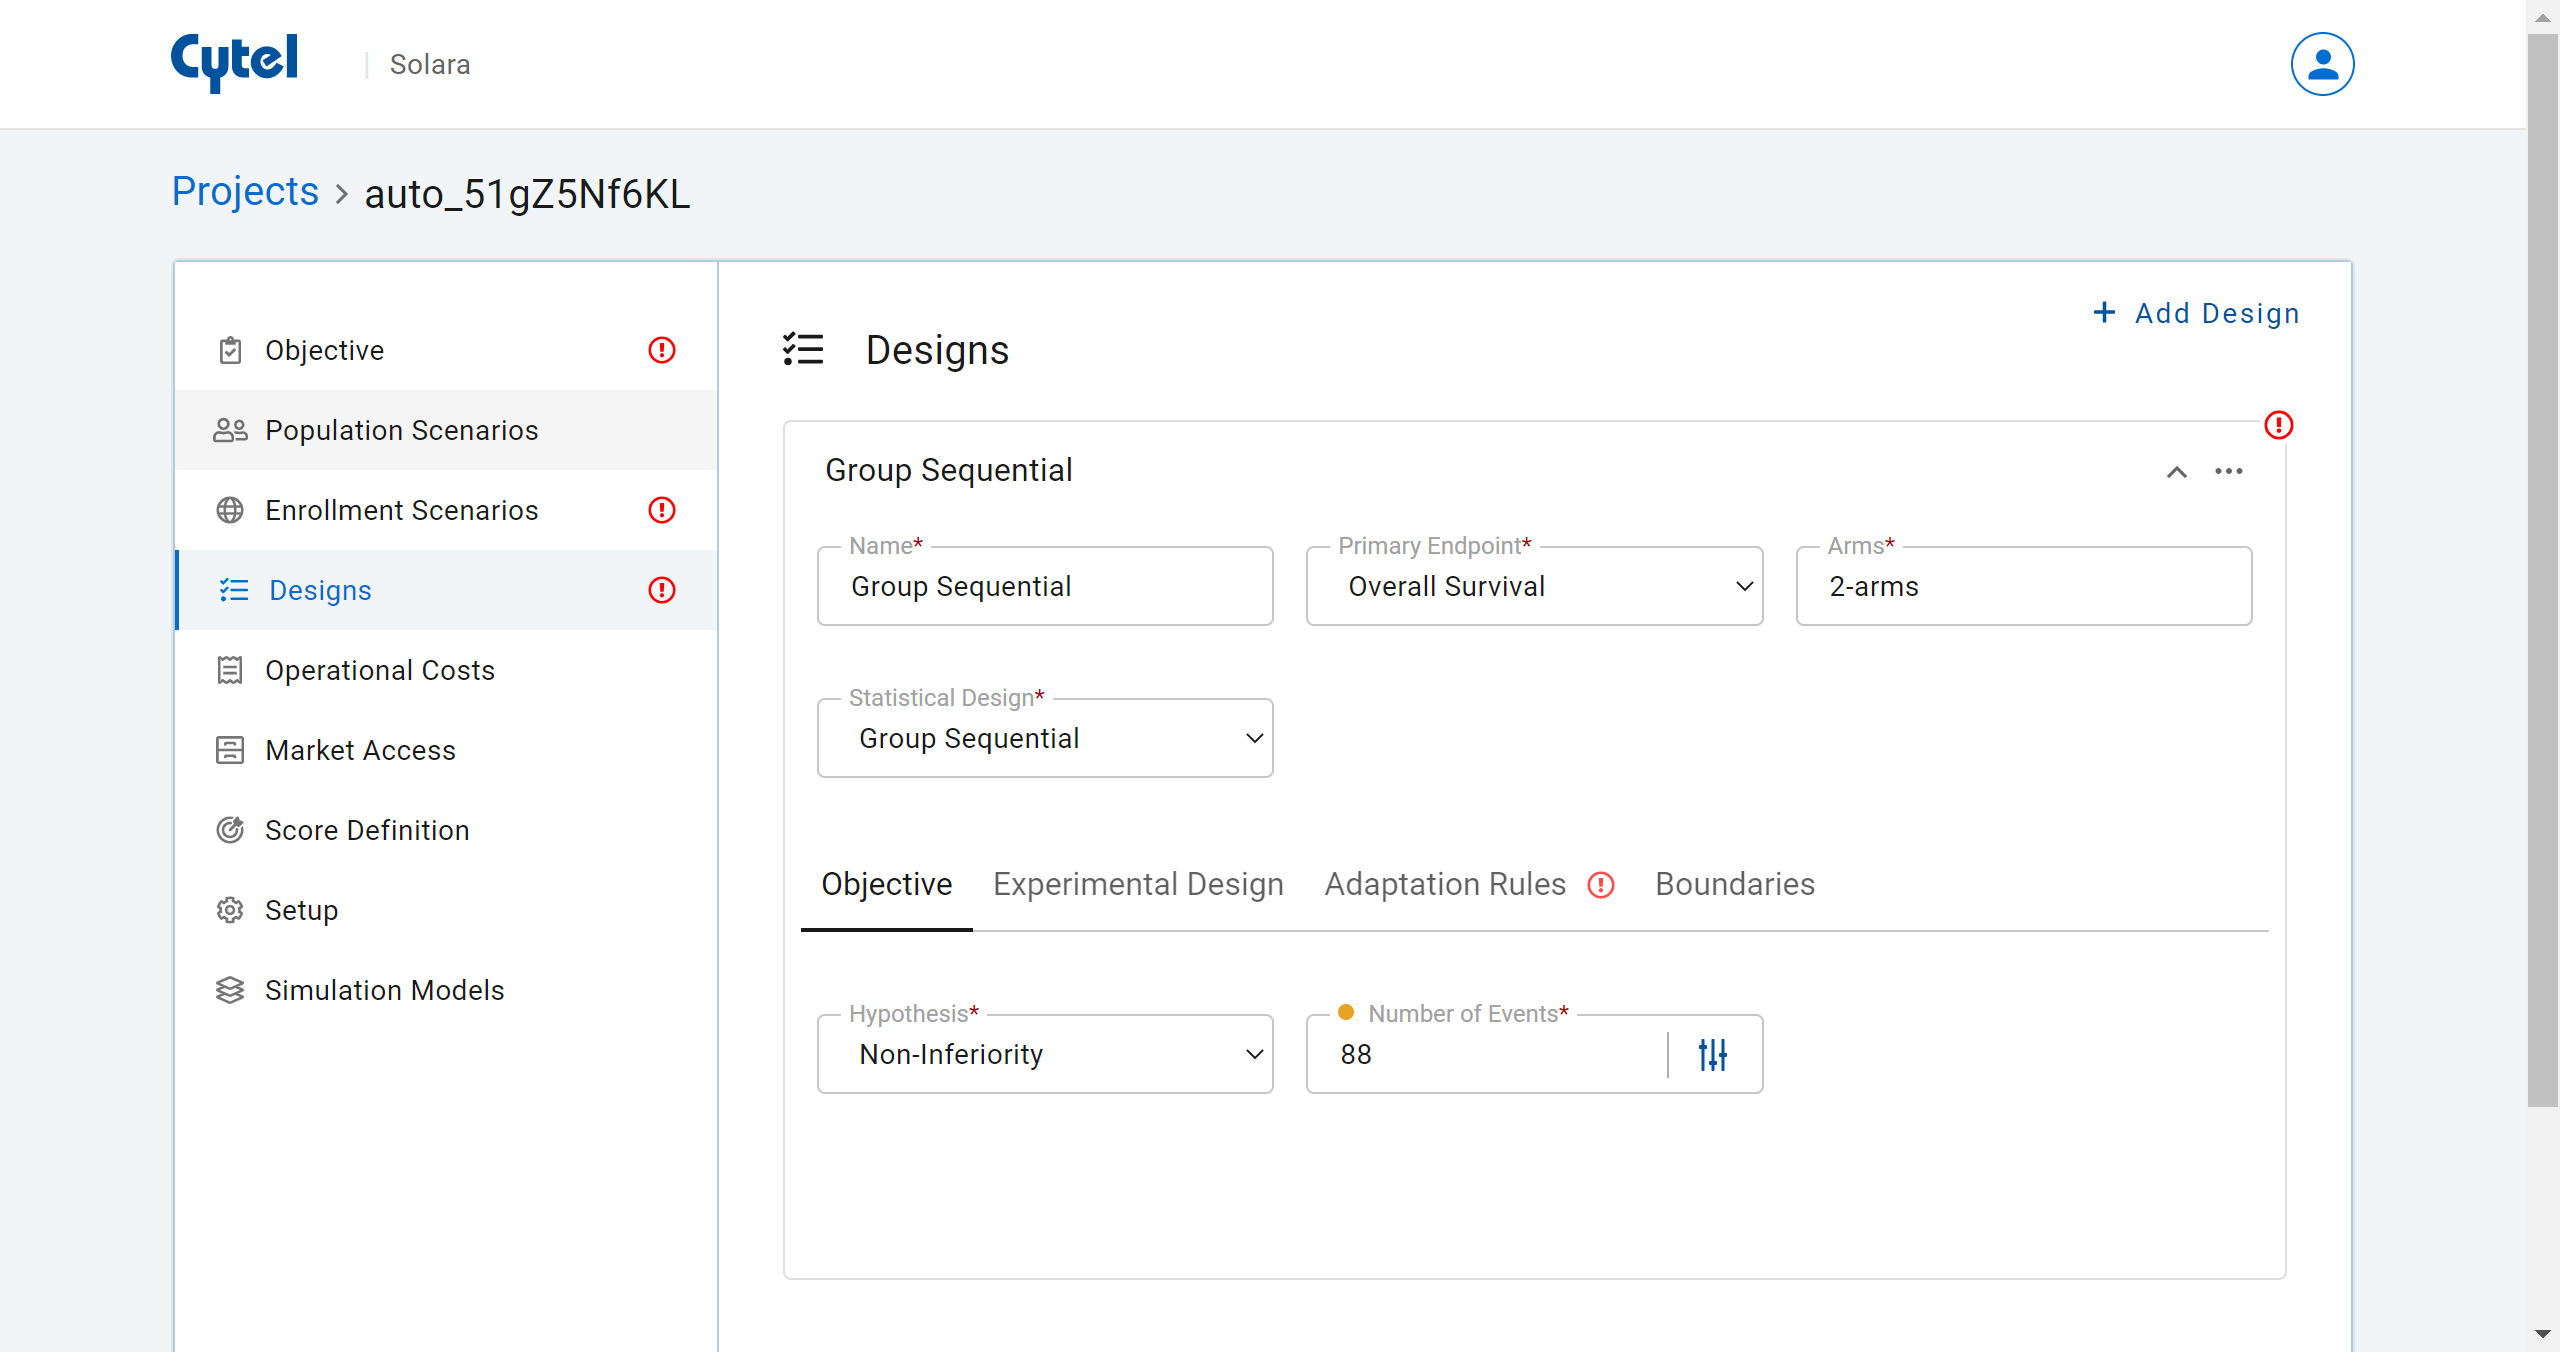 Cytel | Solara
Projects > auto_51gZ5Nf6KL
Objective
Population Scenarios
Enrollment Scenarios
Designs
Operational Costs
Market Access
Score Definition
Setup
Simulation Models
+ Add Design
Designs
Group Sequential
Name* Primary Endpoint* Arms*
Group Sequential Overall Survival 2-arms
Statistical Design*
Group Sequential
Objective Experimental Design Adaptation Rules Boundaries
Hypothesis* Number of Events*
Non-Inferiority 88